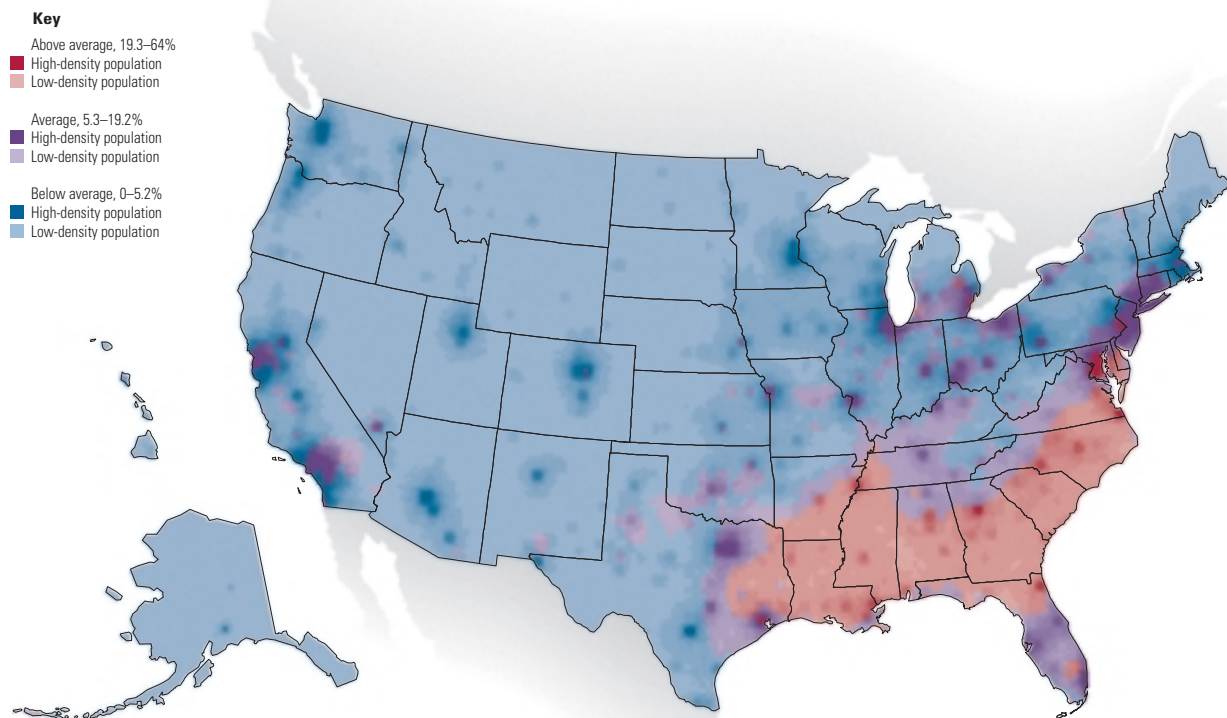 Key
Above average, 19.3–64%
High-density population
Low-density population
Average, 5.3–19.2%
High-density population
Low-density population
Below average, 0–5.2%
High-density population
Low-density population